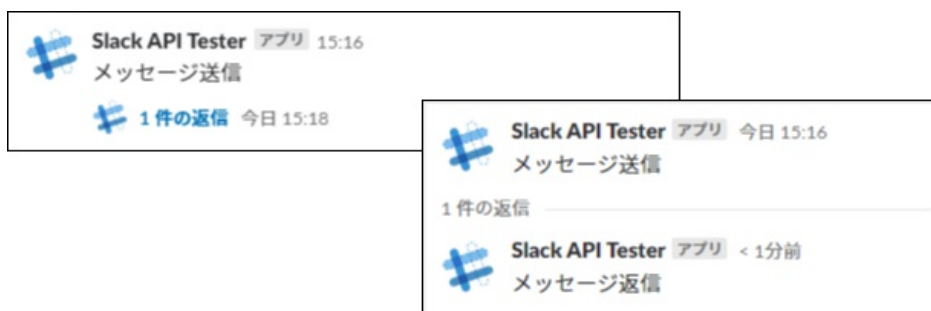 Slack API Tester アプリ 15:16
メッセージ送信
1 件の返信 今日 15:18
Slack API Tester アプリ 今日 15:16
メッセージ送信
1 件の返信
Slack API Tester アプリ < 1分前
メッセージ返信